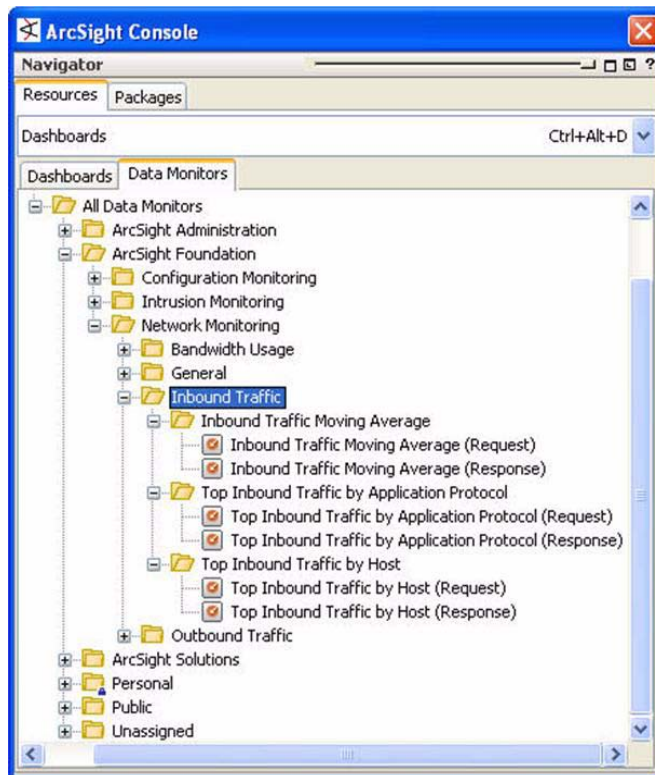 ArcSight Console
Navigator
?
Resources Packages
Dashboards Ctrl+Alt+D
Dashboards Data Monitors
All Data Monitors
ArcSight Administration
ArcSight Foundation
Configuration Monitoring
Intrusion Monitoring
Network Monitoring
Bandwidth Usage
General
Inbound Traffic
Inbound Traffic Moving Average
Inbound Traffic Moving Average (Request)
Inbound Traffic Moving Average (Response)
Top Inbound Traffic by Application Protocol
Top Inbound Traffic by Application Protocol (Request)
Top Inbound Traffic by Application Protocol (Response)
Top Inbound Traffic by Host
Top Inbound Traffic by Host (Request)
Top Inbound Traffic by Host (Response)
Outbound Traffic
ArcSight Solutions
Personal
Public
Unassigned